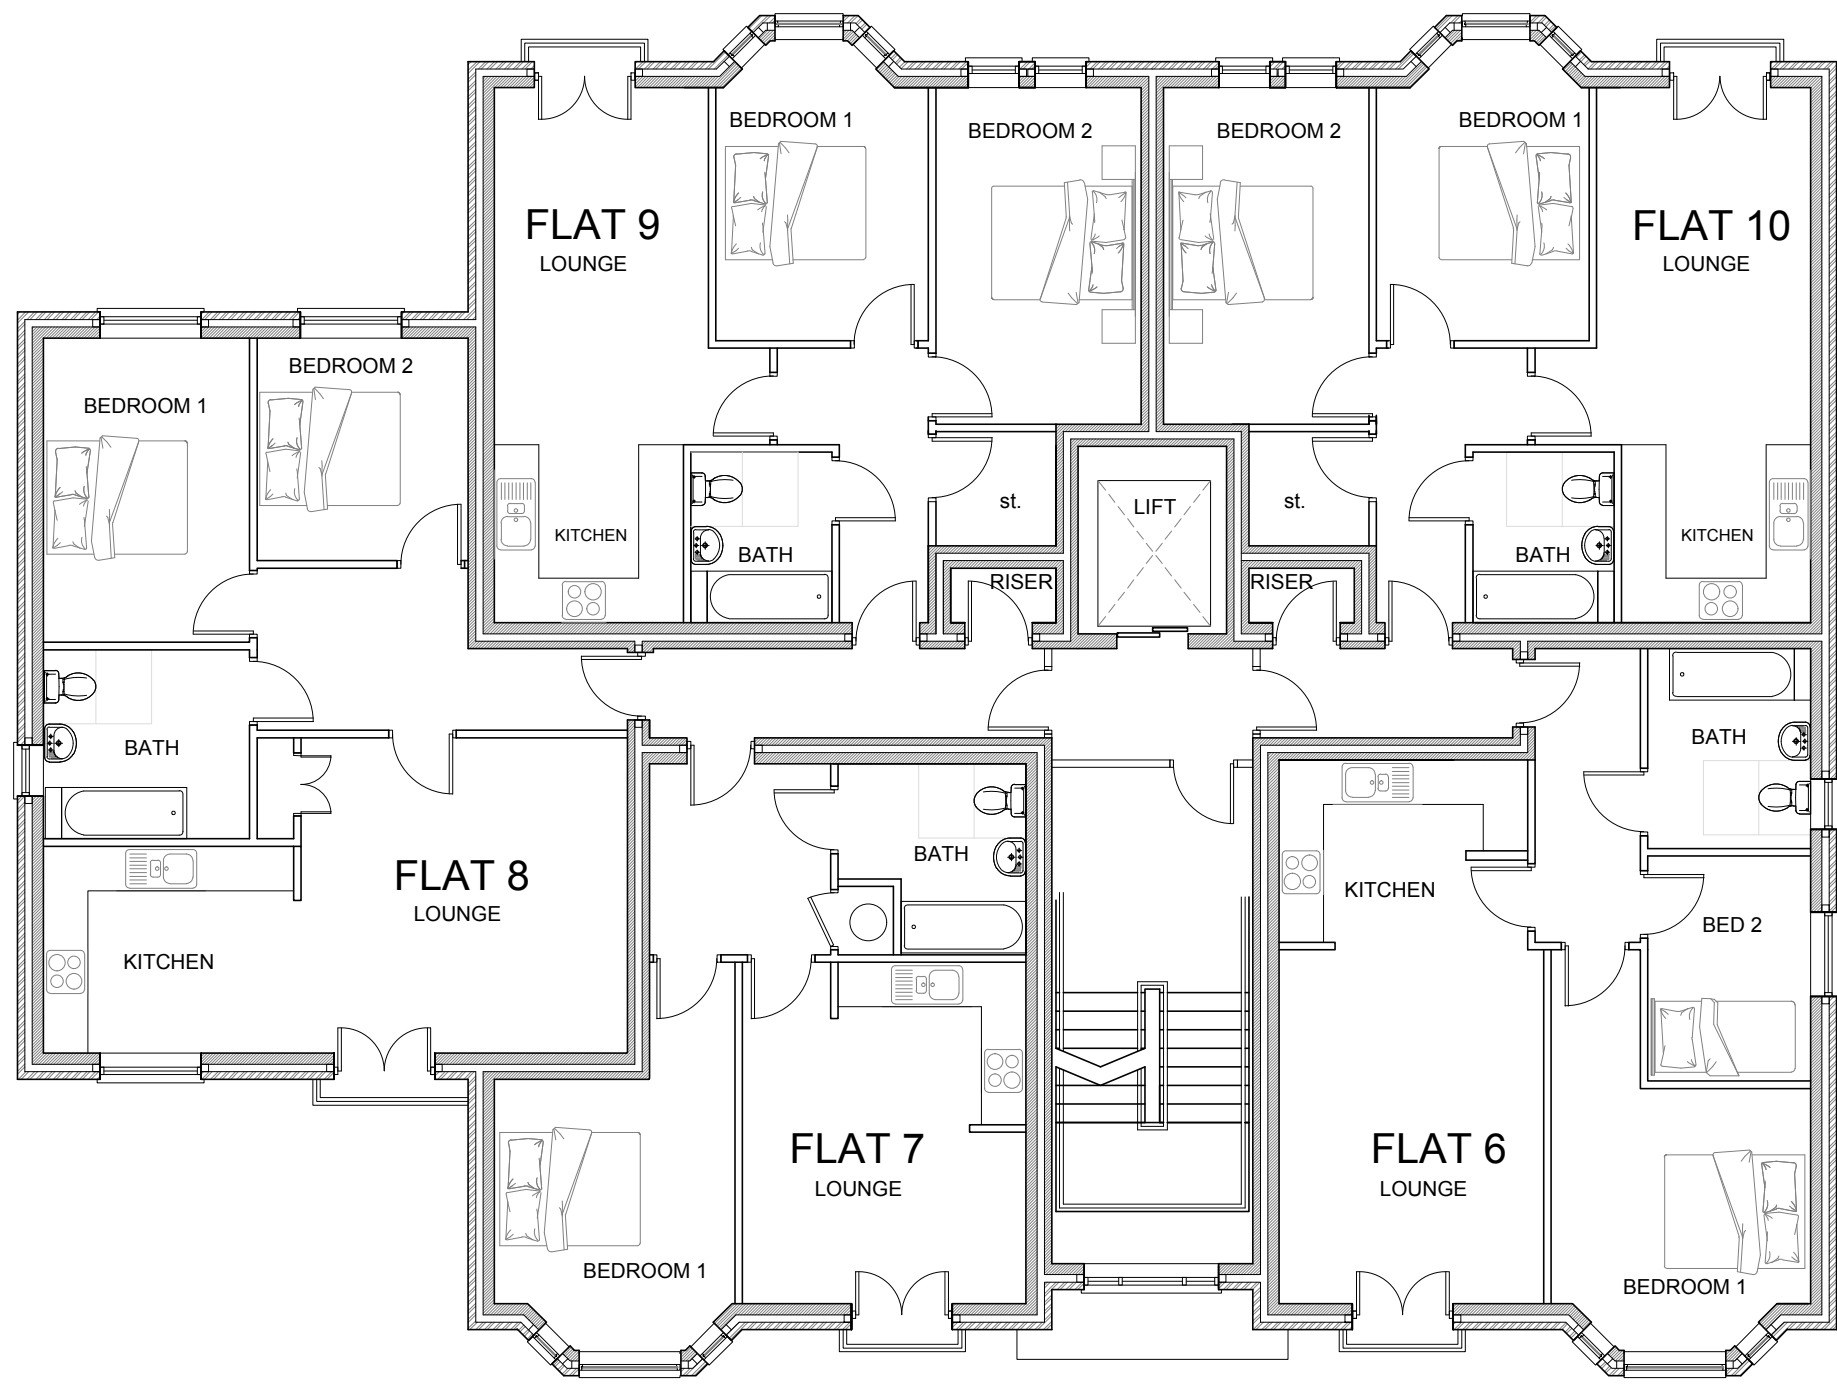 BEDROOM 1
BEDROOM 2
BEDROOM 2
BEDROOM 1
FLAT 9
LOUNGE
FLAT 10
LOUNGE
BEDROOM 1
BEDROOM 2
KITCHEN
BATH
st.
LIFT
st.
BATH
KITCHEN
RISER
RISER
BATH
BATH
FLAT 8
LOUNGE
KITCHEN
BATH
KITCHEN
BED 2
FLAT 7
LOUNGE
BEDROOM 1
FLAT 6
LOUNGE
BEDROOM 1